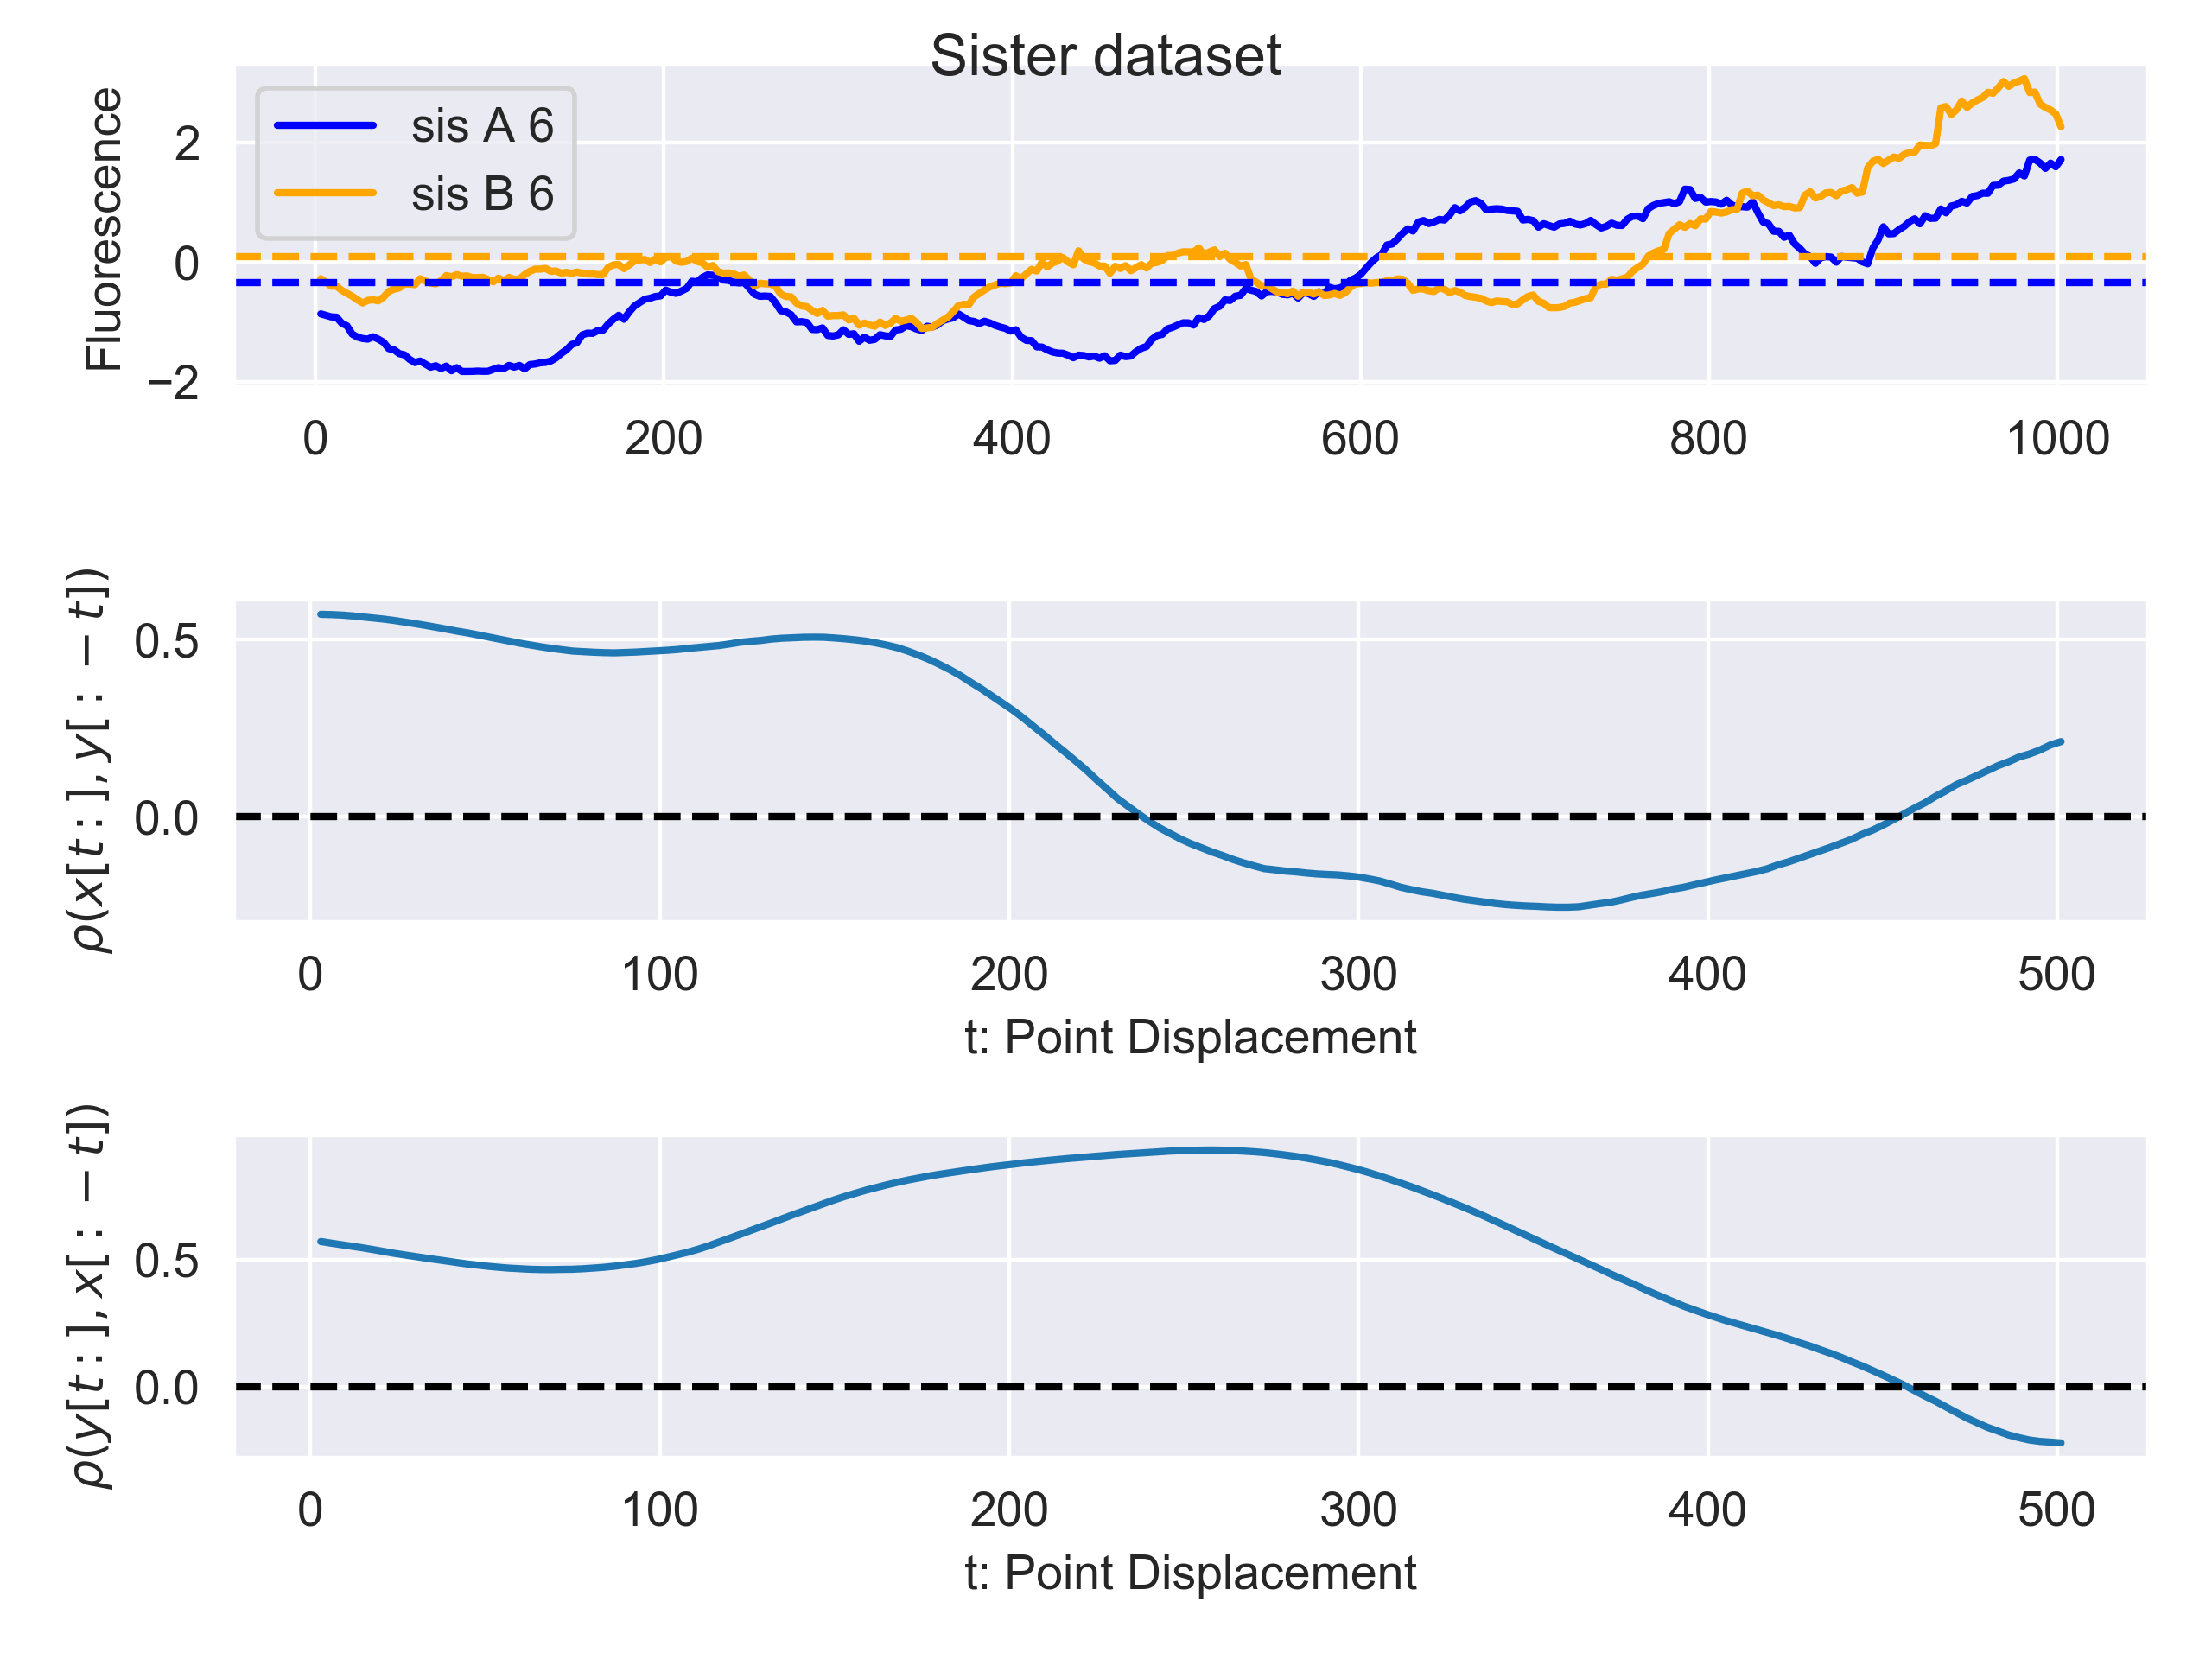 Sister dataset
Fluorescence
sis A 6
sis B 6
2
0
−2
0 200 400 600 800 1000
ρ(x[t:], y[: − t])
0.5
0.0
0 100 200 300 400 500
t: Point Displacement
ρ(y[t:], x[: − t])
0.5
0.0
0 100 200 300 400 500
t: Point Displacement